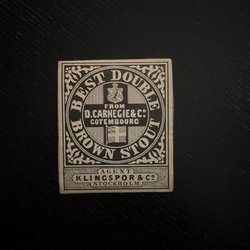 BEST DOUBLE
FROM
D. CARNEGIE & Co
GOTEMBOURG
BROWN STOUT
AGENT
KLINGSPOR & Co
STOCKHOLM